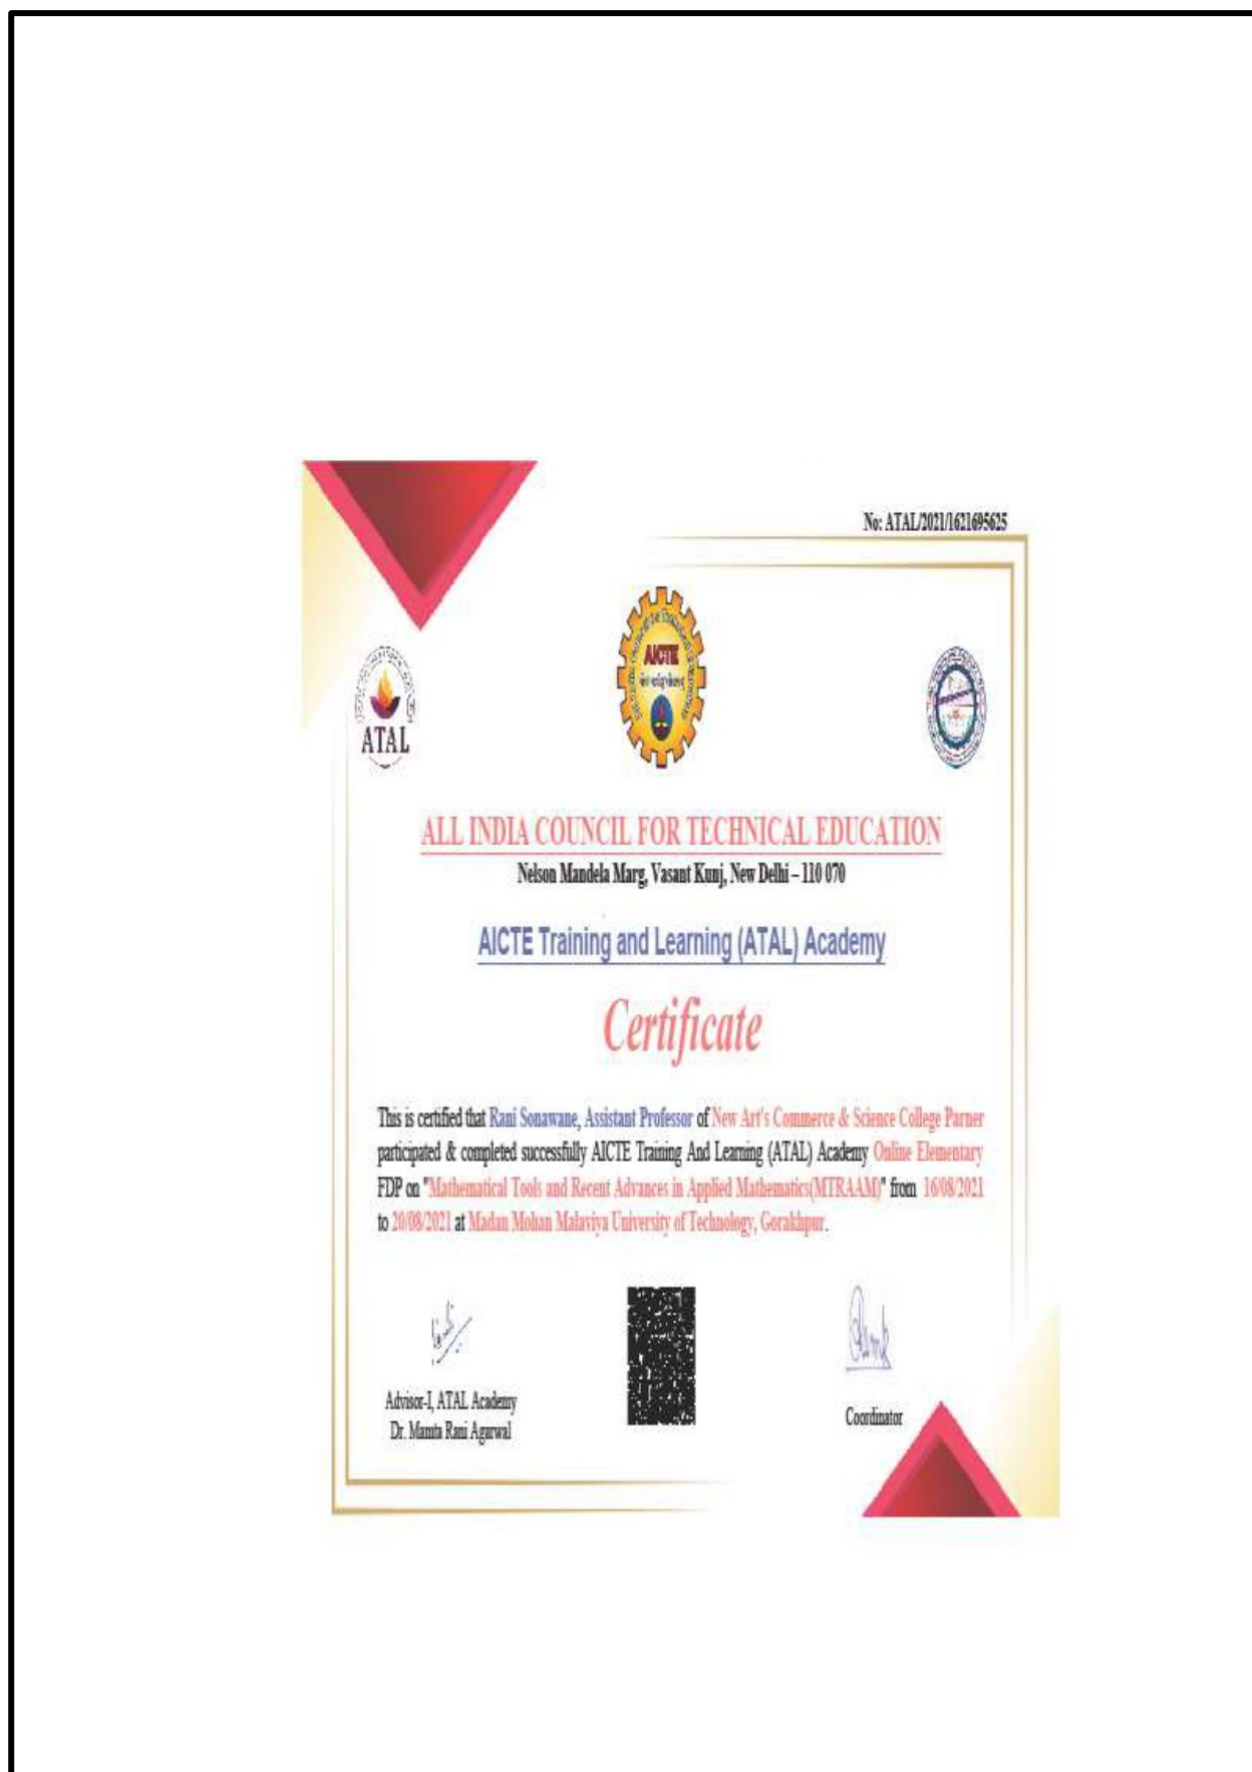 No: ATAL/2021/1621695625
AICTE
ATAL
ALL INDIA COUNCIL FOR TECHNICAL EDUCATION
Nelson Mandela Marg, Vasant Kunj, New Delhi – 110 070
AICTE Training and Learning (ATAL) Academy
Certificate
This is certified that Rani Sonawane, Assistant Professor of New Art's Commerce & Science College Parner
participated & completed successfully AICTE Training And Learning (ATAL) Academy Online Elementary
FDP on "Mathematical Tools and Recent Advances in Applied Mathematics(MTRAAM)" from 16/08/2021
to 20/08/2021 at Madan Mohan Malaviya University of Technology, Gorakhpur.
Advisor-I, ATAL Academy
Dr. Mamta Rani Agarwal
Coordinator